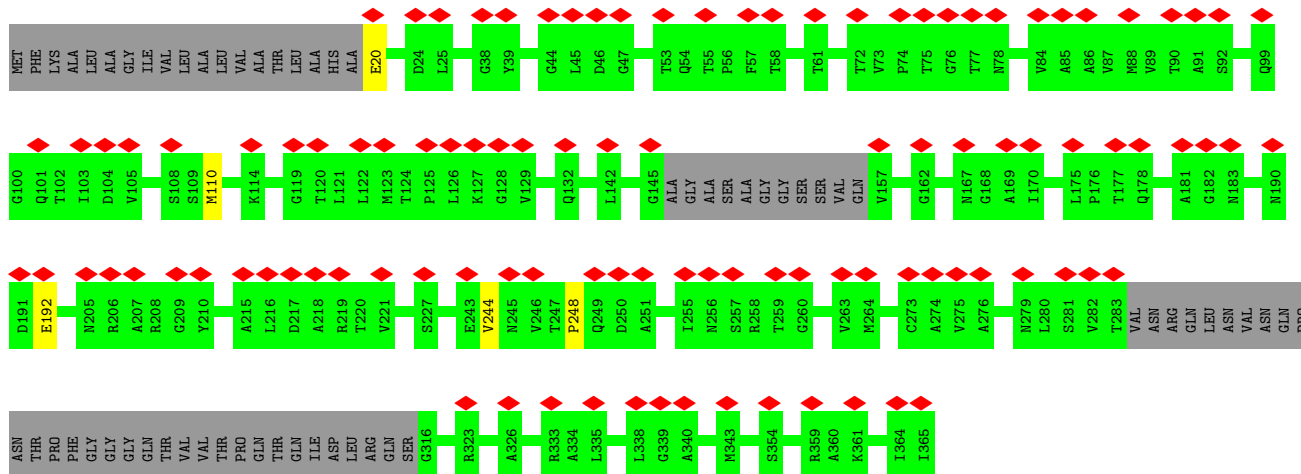 MET PHE LYS ALA LEU ALA GLY ILE VAL LEU ALA LEU VAL ALA THR LEU ALA HIS ALA E20 D24 L25 G38 Y39 G44 L45 D46 G47 T53 Q54 T55 P56 F57 T58 T61 T72 V73 P74 T75 G76 T77 N78 V84 A85 A86 V87 M88 V89 T90 A91 S92 Q99
G100 Q101 T102 I103 D104 V105 S108 S109 M110 K114 G119 T120 L121 L122 M123 T124 P125 L126 K127 G128 V129 Q132 L142 G145 ALA GLY ALA SER ALA GLY GLY SER SER VAL GLN V157 G162 N167 G168 A169 I170 L175 P176 T177 Q178 A181 G182 N183 N190
D191 E192 N205 R206 A207 R208 G209 Y210 A215 L216 D217 A218 R219 T220 V221 S227 E243 V244 N245 V246 T247 P248 Q249 D250 A251 I255 N256 S257 R258 T259 G260 V263 M264 C273 A274 V275 A276 N279 L280 S281 V282 T283 VAL ASN ARG GLN LEU ASN VAL ASN GLN PRO
ASN THR PRO PHE GLY GLY GLY GLN THR VAL VAL THR PRO GLN THR GLN ILE ASP LEU ARG GLN SER G316 R323 A326 R333 A334 L335 L338 G339 A340 M343 S354 R359 A360 K361 I364 I365